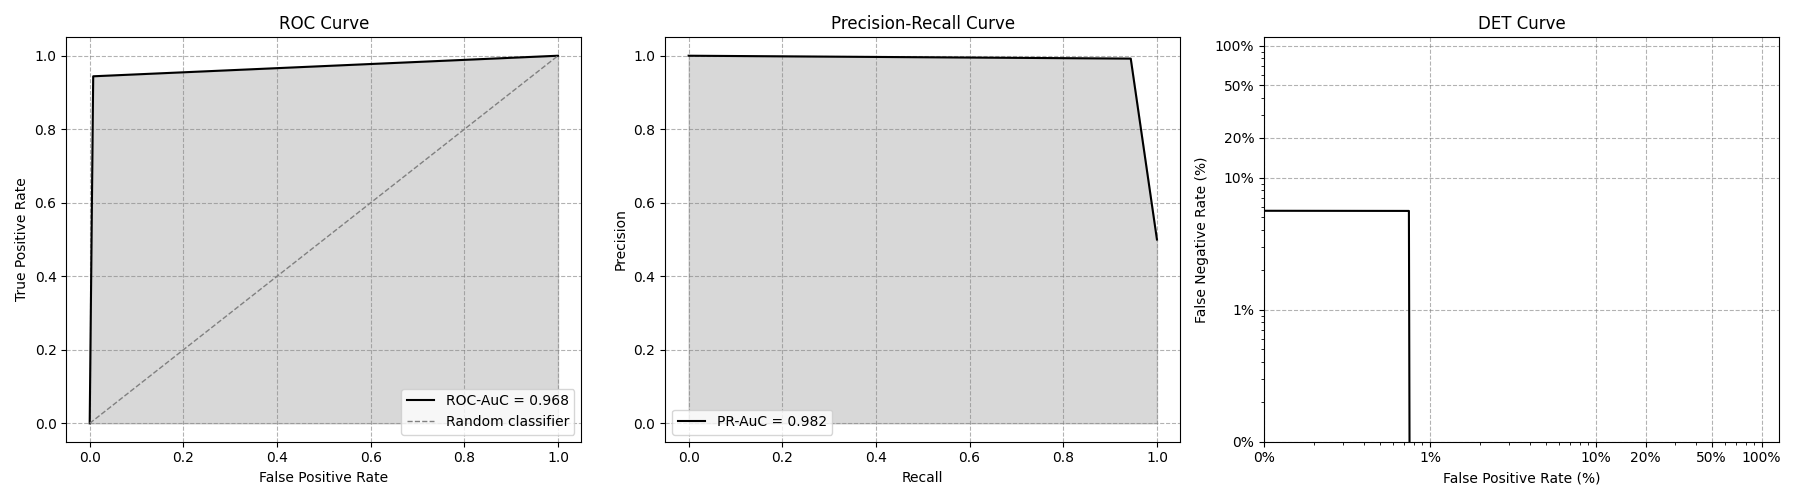 ROC Curve
1.0
0.8
0.6
0.4
0.2
0.0
True Positive Rate
ROC-AuC = 0.968
Random classifier
0.0 0.2 0.4 0.6 0.8 1.0
False Positive Rate
Precision-Recall Curve
1.0
0.8
0.6
0.4
0.2
0.0
Precision
PR-AuC = 0.982
0.0 0.2 0.4 0.6 0.8 1.0
Recall
DET Curve
100%
50%
20%
10%
1%
0%
False Negative Rate (%)
0% 1% 10% 20% 50% 100%
False Positive Rate (%)